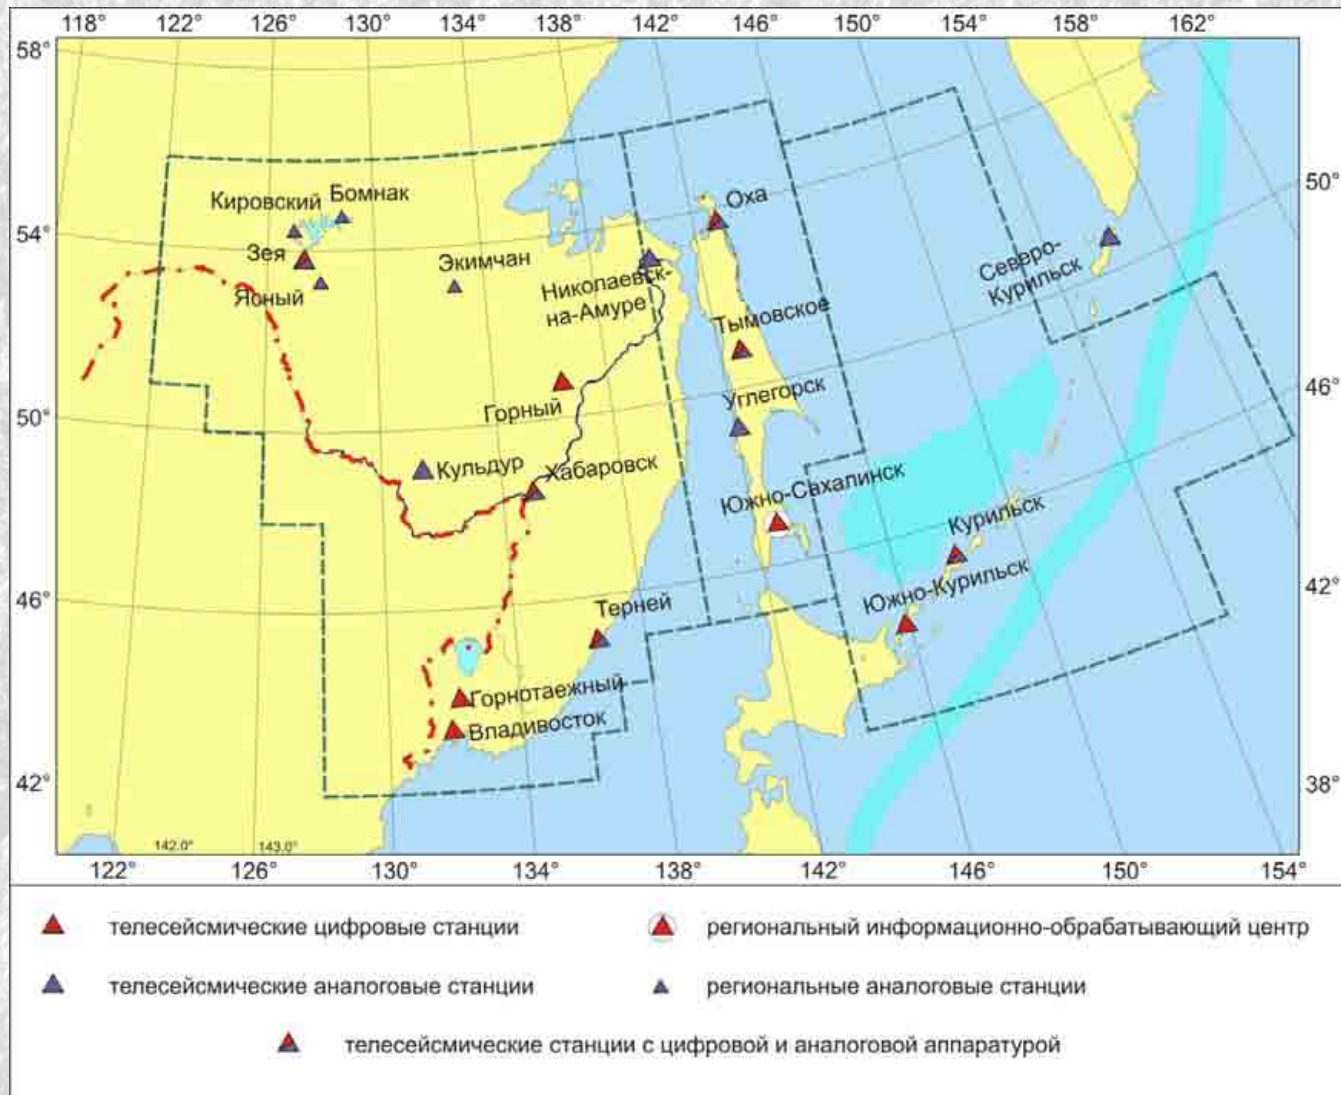 118° 122° 126° 130° 134° 138° 142° 146° 150° 154° 158° 162°
58°
54°
50°
46°
42°
50°
46°
42°
38°
Кировский
Бомнак
Зея
Ясный
Экимчан
Николаевск-
на-Амуре
Оха
Северо-
Курильск
Тымовское
Горный
Углегорск
Кульдур
Хабаровск
Южно-Сахалинск
Курильск
Южно-Курильск
Терней
Горнотаежный
Владивосток
142.0° 143.0°
122° 126° 130° 134° 138° 142° 146° 150° 154°
телесейсмические цифровые станции
региональный информационно-обрабатывающий центр
телесейсмические аналоговые станции
региональные аналоговые станции
телесейсмические станции с цифровой и аналоговой аппаратурой